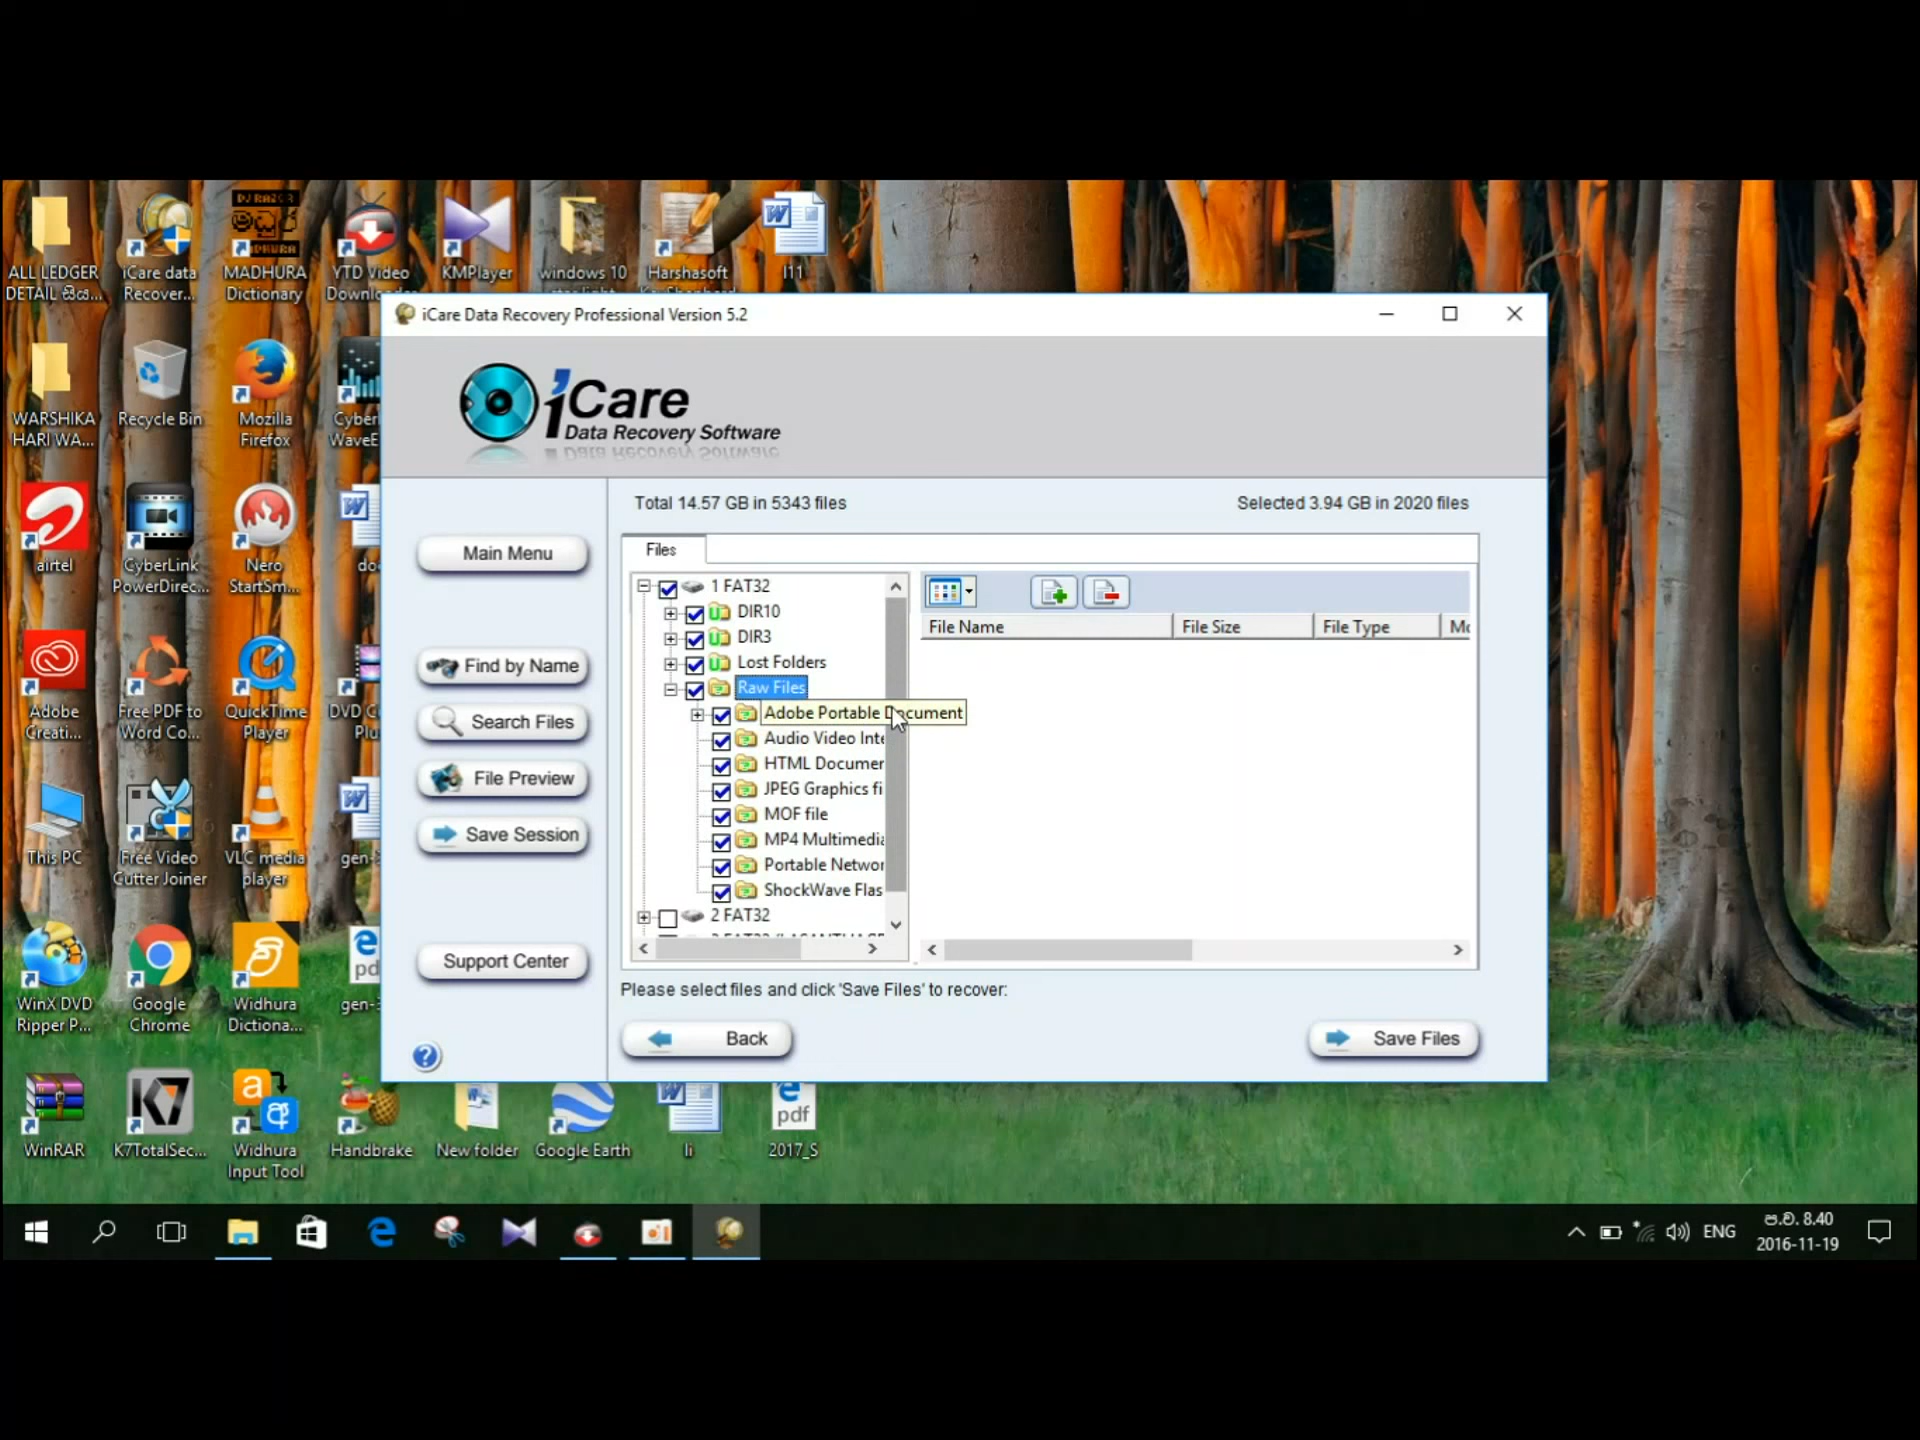 ALL LEDGER
DETAIL
iCare data
Recover...
MADHURA
Dictionary
YTD Video
KMPlayer
windows 10
Harshasoft
l11
iCare Data Recovery Professional Version 5.2
iCare
Data Recovery Software
WARSHIKA
HARI WA...
Recycle Bin
Mozilla
Firefox
Total 14.57 GB in 5343 files
Selected 3.94 GB in 2020 files
Main Menu
Find by Name
Search Files
File Preview
Save Session
Support Center
Files
1 FAT32
DIR10
DIR3
Lost Folders
Raw Files
Adobe Portable Document
Audio Video Inte
HTML Documer
JPEG Graphics fi
MOF file
MP4 Multimedia
Portable Networ
ShockWave Flas
2 FAT32
File Name
File Size
File Type
Mo
Please select files and click 'Save Files' to recover:
Back
Save Files
airtel
CyberLink
PowerDirec...
Nero
StartSm...
Adobe
Creati...
Free PDF to
Word Co...
QuickTime
Player
This PC
Free Video
Cutter Joiner
VLC media
player
WinX DVD
Ripper P...
Google
Chrome
Widhura
Dictiona...
WinRAR
K7TotalSec...
Widhura
Input Tool
Handbrake
New folder
Google Earth
li
pdf
2017_S
ENG
ප.ව. 8.40
2016-11-19